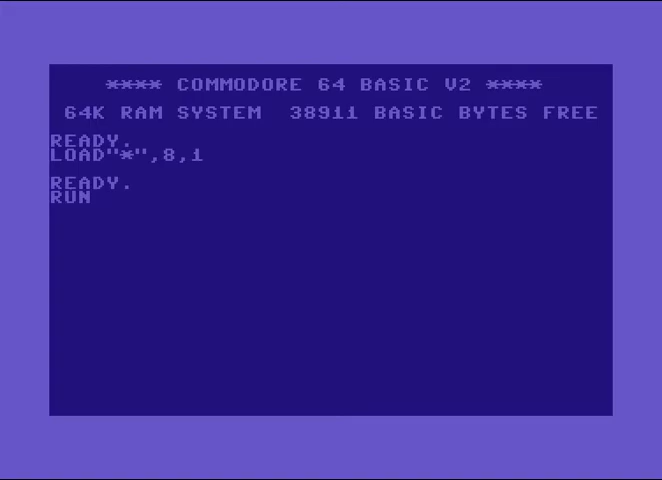 **** COMMODORE 64 BASIC V2 ****
64K RAM SYSTEM  38911 BASIC BYTES FREE
READY.
LOAD"*",8,1
READY.
RUN